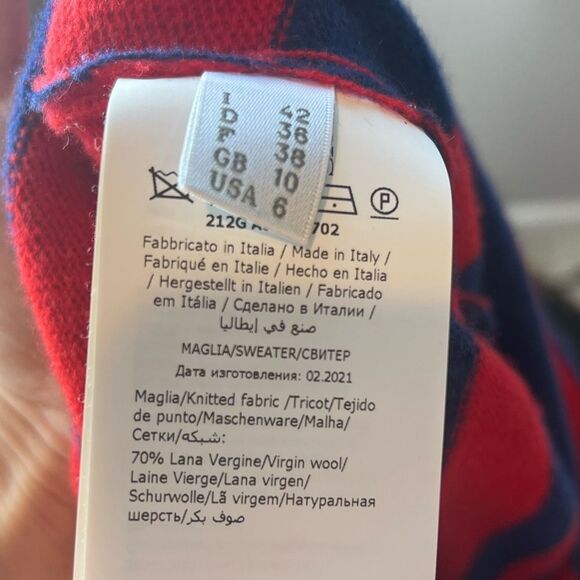 I 42
D 36
F 38
GB 10
USA 6
P
212G A 702
Fabbricato in Italia / Made in Italy /
Fabriqué en Italie / Hecho en Italia
/ Hergestellt in Italien / Fabricado
em Itália / Сделано в Италии /
صنع في إيطاليا
MAGLIA/SWEATER/СВИТЕР
Дата изготовления: 02.2021
Maglia/Knitted fabric /Tricot/Tejido
de punto/Maschenware/Malha/
Сетки/شبكة:
70% Lana Vergine/Virgin wool/
Laine Vierge/Lana virgen/
Schurwolle/Lã virgem/Натуральная
шерсть/صوف بكر